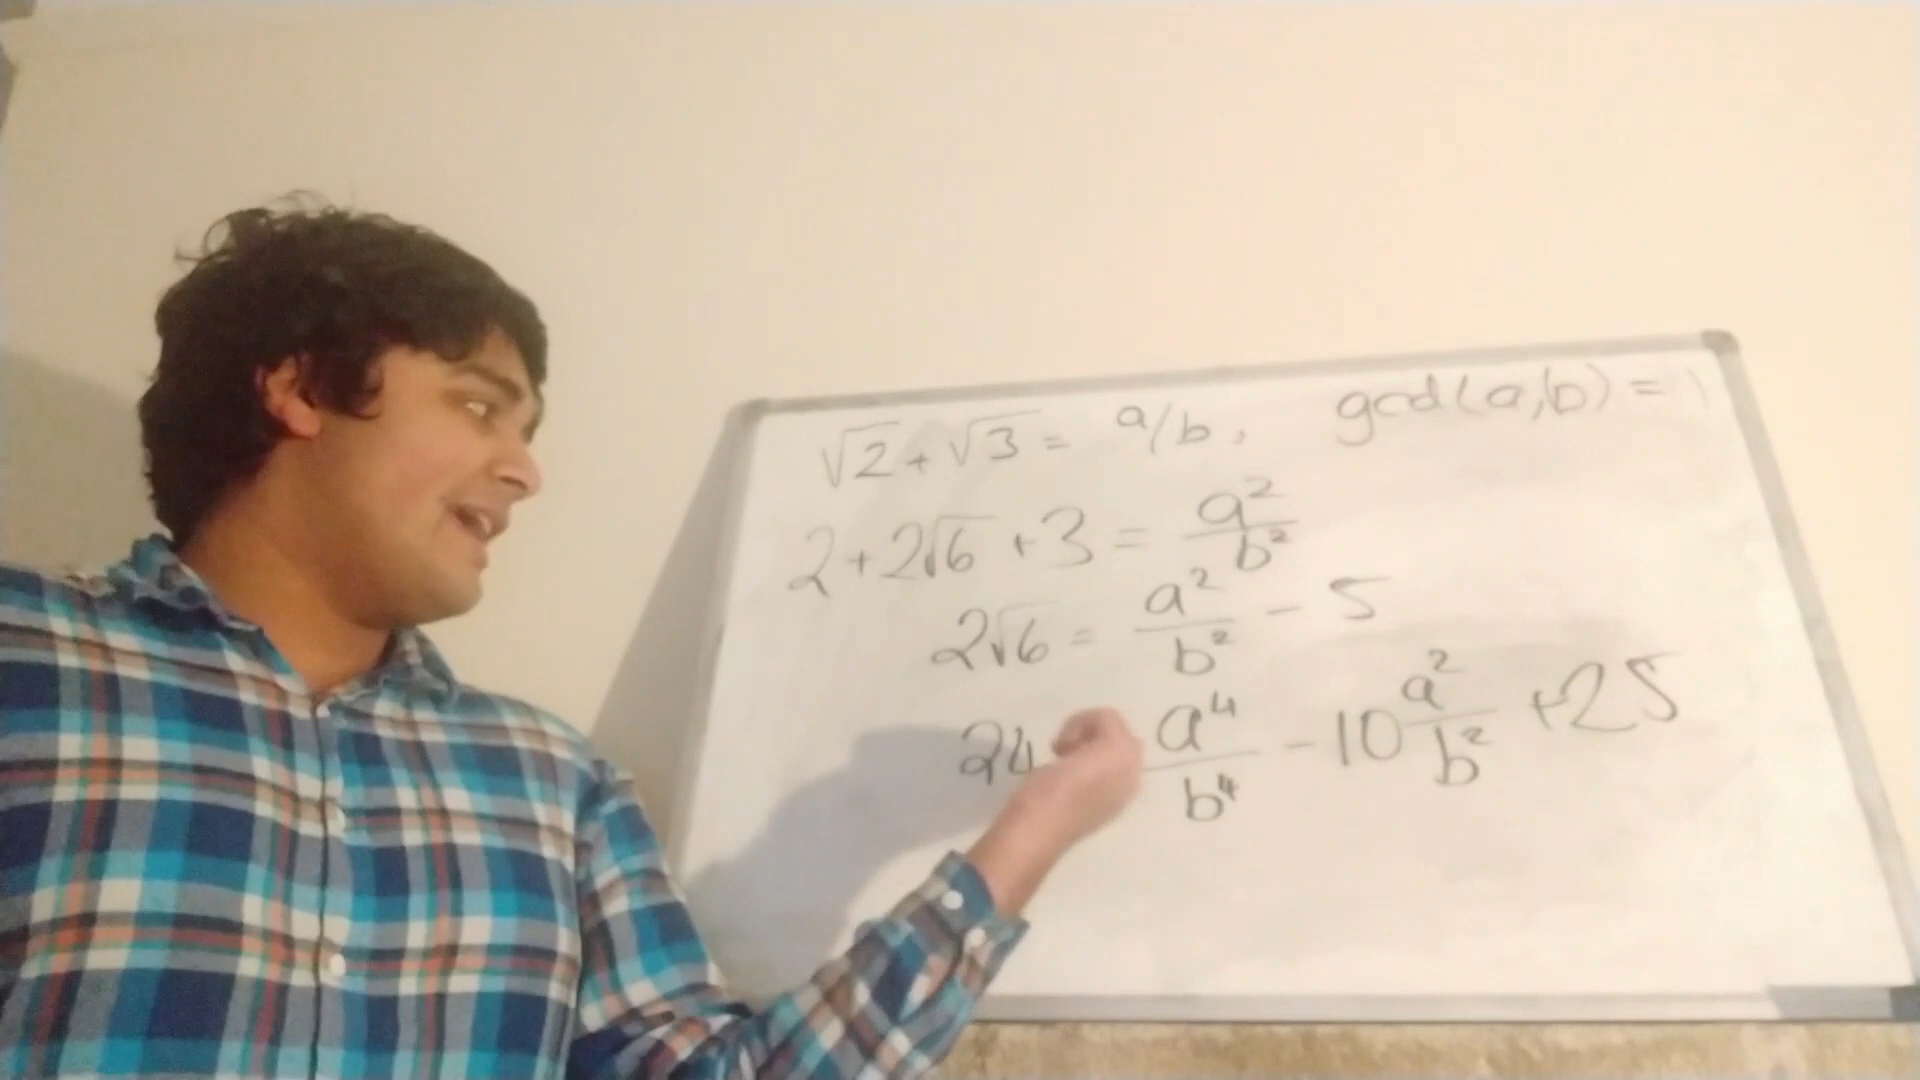 √2 + √3 = a/b, gcd(a,b) = 1
2 + 2√6 + 3 = a²/b²
2√6 = a²/b² - 5
24 a⁴/b⁴ - 10 a²/b² + 25